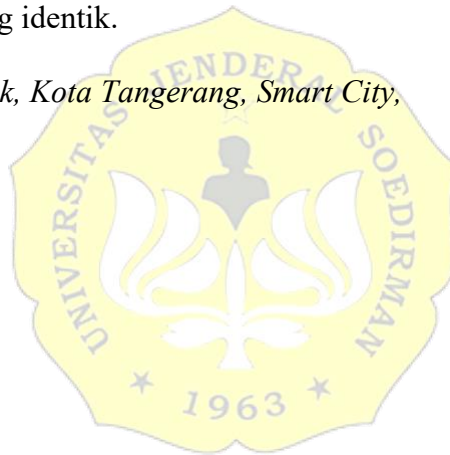 g identik.
k, Kota Tangerang, Smart City,
UNIVERSITAS JENDERAL SOEDIRMAN
1963